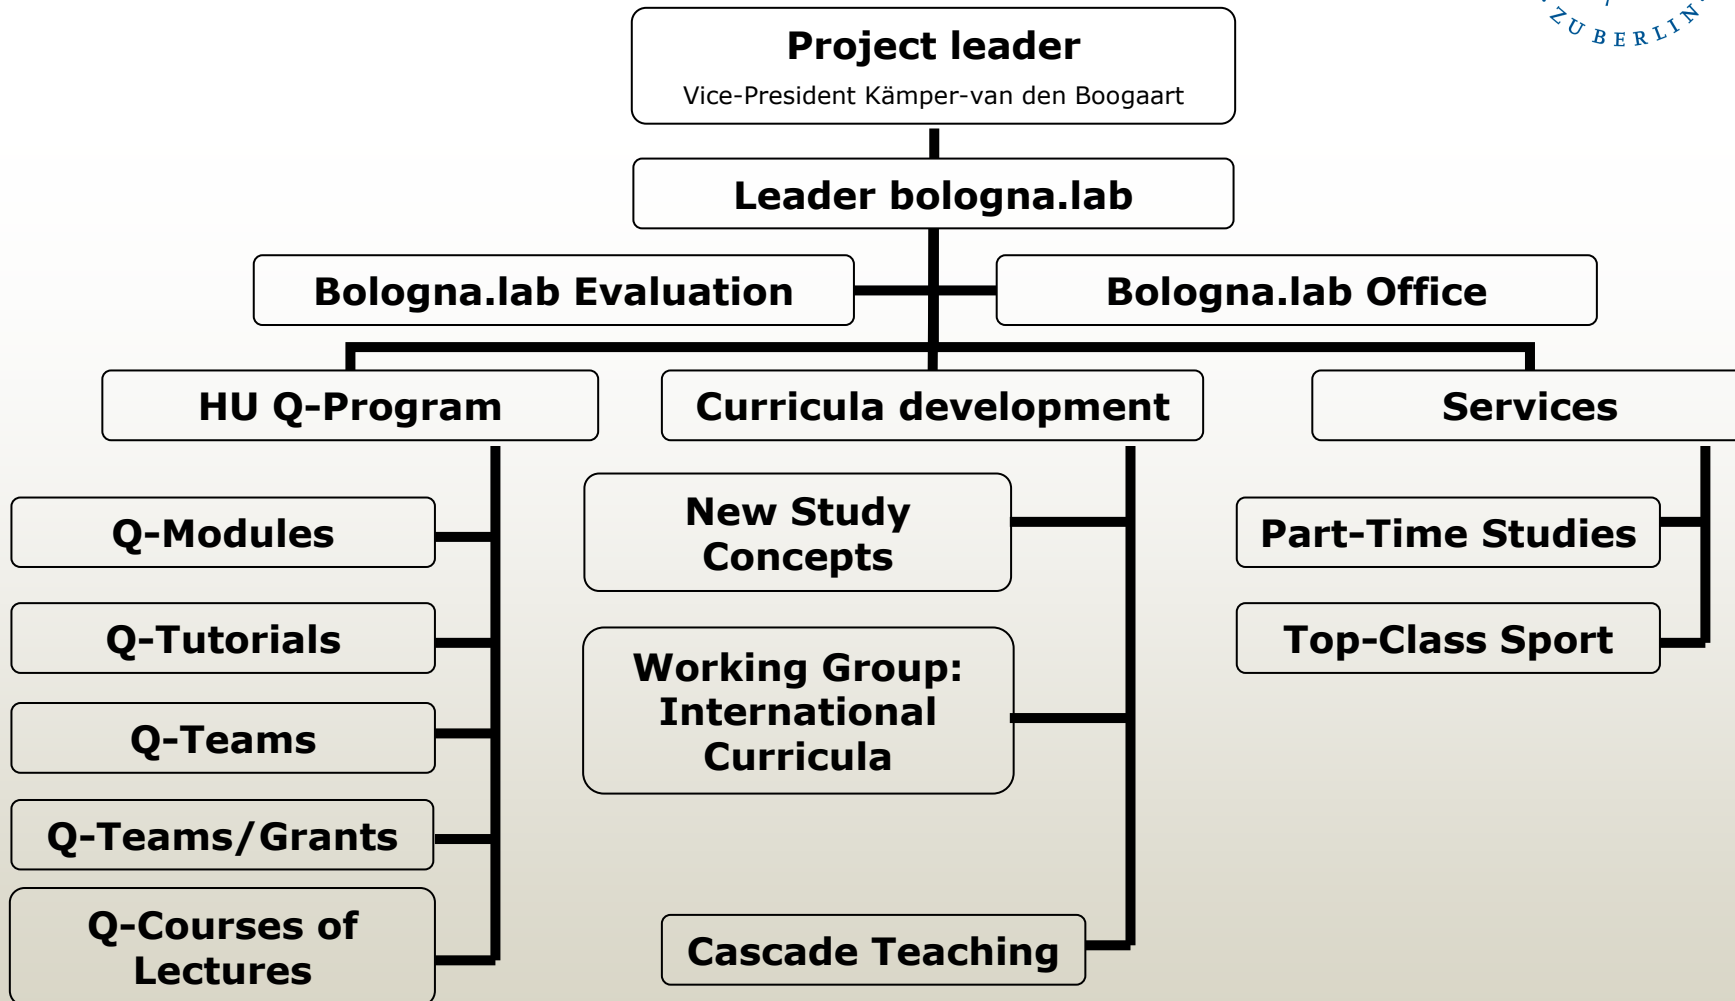 ZU BERLIN
Project leader
Vice-President Kämper-van den Boogaart
Leader bologna.lab
Bologna.lab Evaluation
Bologna.lab Office
HU Q-Program
Curricula development
Services
Q-Modules
Q-Tutorials
Q-Teams
Q-Teams/Grants
Q-Courses of
Lectures
New Study
Concepts
Working Group:
International
Curricula
Cascade Teaching
Part-Time Studies
Top-Class Sport